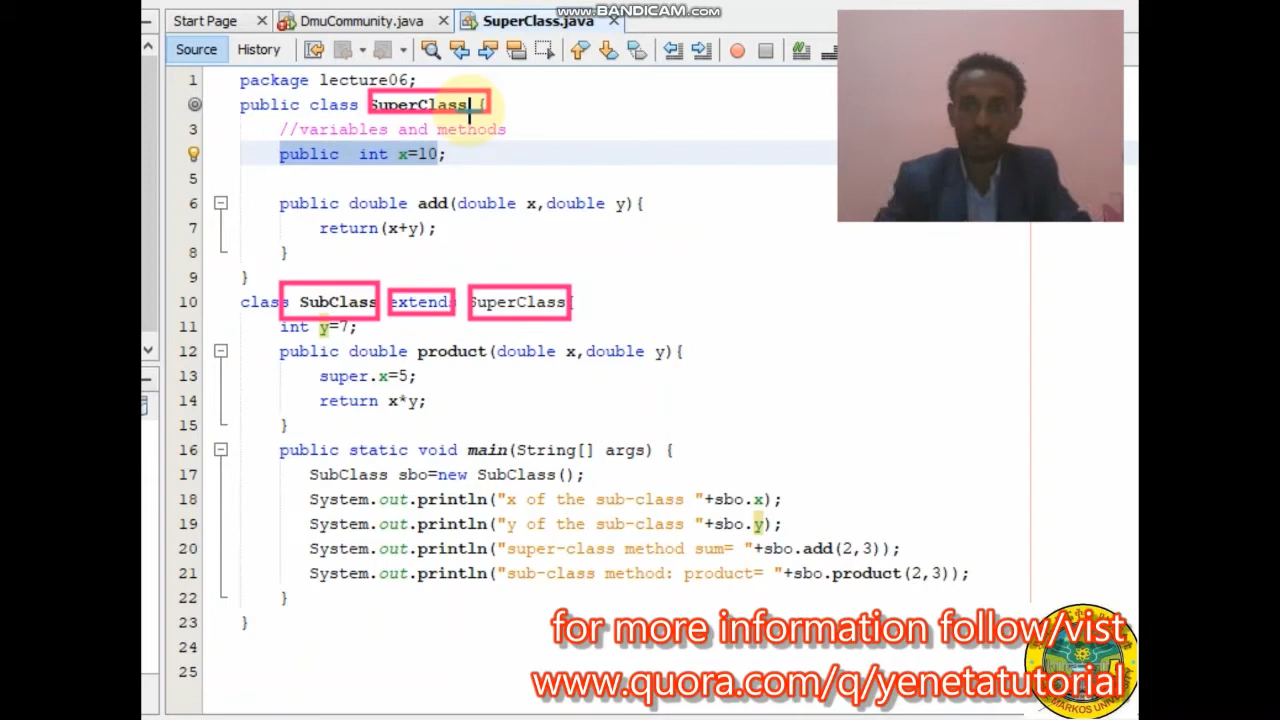 WWW.BANDICAM.COM
Start Page DmuCommunity.java SuperClass.java
Source History
1 package lecture06;
public class SuperClass {
3 //variables and methods
public int x=10;
5
6 public double add(double x,double y){
7 return(x+y);
8 }
9 }
10 class SubClass extends SuperClass{
11 int y=7;
12 public double product(double x,double y){
13 super.x=5;
14 return x*y;
15 }
16 public static void main(String[] args) {
17 SubClass sbo=new SubClass();
18 System.out.println("x of the sub-class "+sbo.x);
19 System.out.println("y of the sub-class "+sbo.y);
20 System.out.println("super-class method sum= "+sbo.add(2,3));
21 System.out.println("sub-class method: product= "+sbo.product(2,3));
22 }
23 }
24
25
for more information follow/vist
www.quora.com/q/yenetatutorial
MARKOS UNIVERSITY